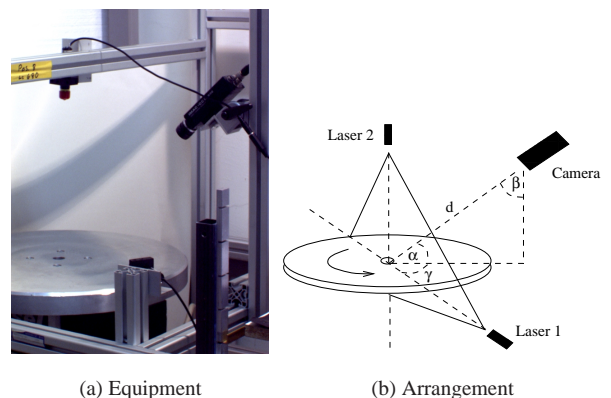 Laser 2
Camera
β
d
α
γ
Laser 1
(a) Equipment
(b) Arrangement